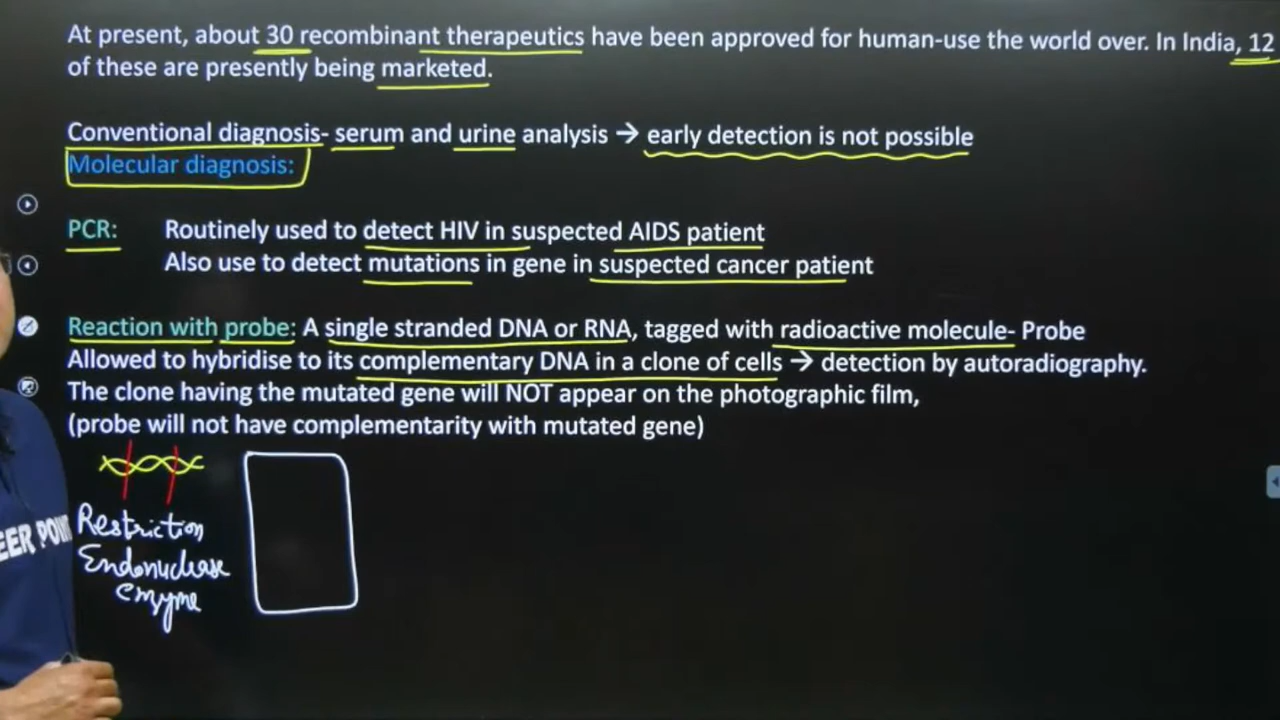 At present, about 30 recombinant therapeutics have been approved for human-use the world over. In India, 12
of these are presently being marketed.
Conventional diagnosis- serum and urine analysis → early detection is not possible
Molecular diagnosis:
PCR: Routinely used to detect HIV in suspected AIDS patient
Also use to detect mutations in gene in suspected cancer patient
Reaction with probe: A single stranded DNA or RNA, tagged with radioactive molecule- Probe
Allowed to hybridise to its complementary DNA in a clone of cells → detection by autoradiography.
The clone having the mutated gene will NOT appear on the photographic film,
(probe will not have complementarity with mutated gene)
Restriction
Endonuclease
enzyme